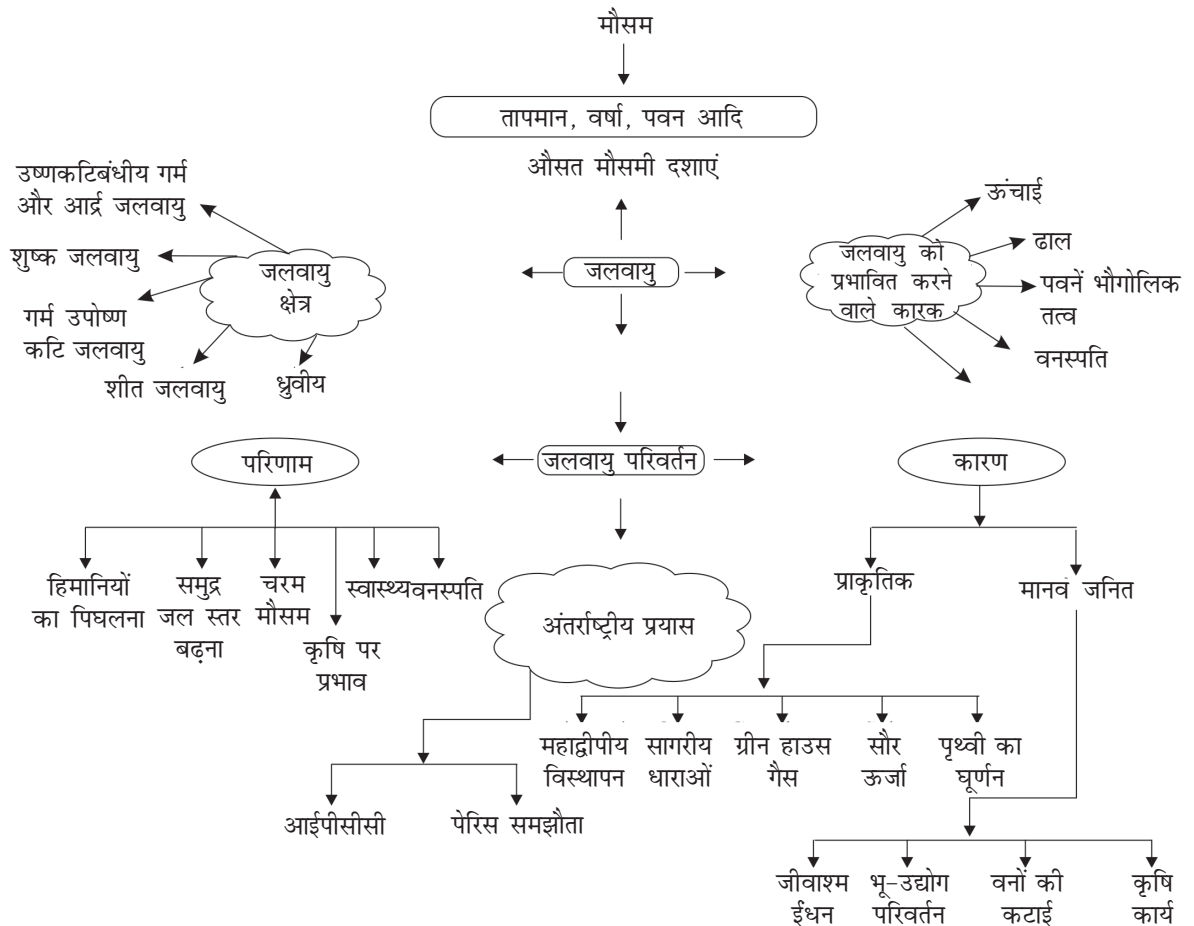 मौसम
तापमान, वर्षा, पवन आदि
औसत मौसमी दशाएं
उष्णकटिबंधीय गर्म
और आर्द्र जलवायु
शुष्क जलवायु
गर्म उपोष्ण
कटि जलवायु
शीत जलवायु
ध्रुवीय
जलवायु
क्षेत्र
जलवायु
जलवायु को
प्रभावित करने
वाले कारक
ऊंचाई
ढाल
पवनें भौगोलिक
तत्व
वनस्पति
परिणाम
जलवायु परिवर्तन
कारण
हिमानियों
का पिघलना
समुद्र
जल स्तर
बढ़ना
चरम
मौसम
कृषि पर
प्रभाव
स्वास्थ्य
वनस्पति
अंतर्राष्ट्रीय प्रयास
प्राकृतिक
मानव जनित
महाद्वीपीय
विस्थापन
सागरीय
धाराओं
ग्रीन हाउस
गैस
सौर
ऊर्जा
पृथ्वी का
घूर्णन
आईपीसीसी
पेरिस समझौता
जीवाश्म
ईंधन
भू-उद्योग
परिवर्तन
वनों की
कटाई
कृषि
कार्य